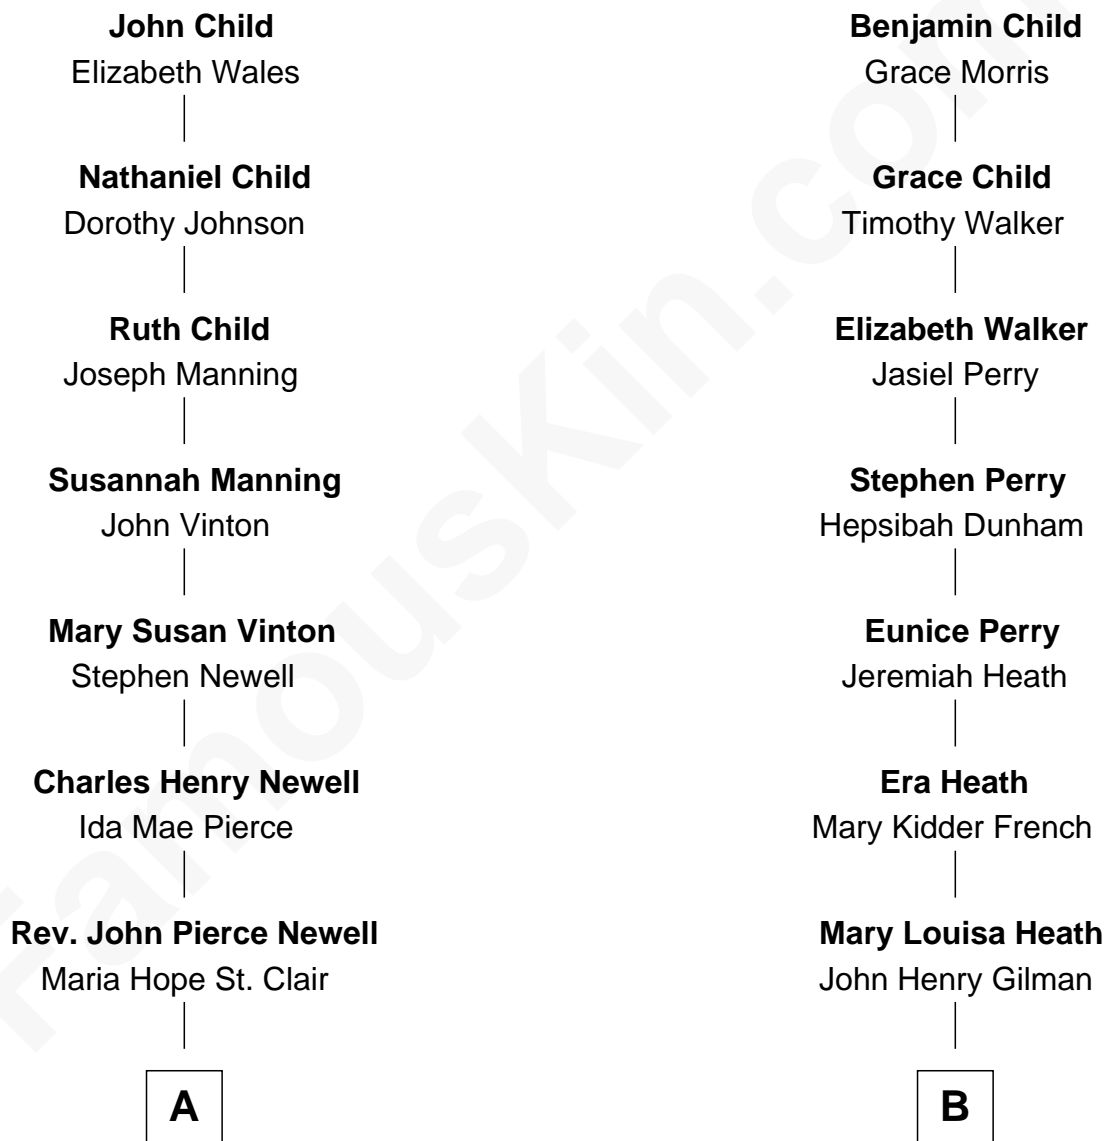 John Child
Elizabeth Wales
Nathaniel Child
Dorothy Johnson
Ruth Child
Joseph Manning
Susannah Manning
John Vinton
Mary Susan Vinton
Stephen Newell
Charles Henry Newell
Ida Mae Pierce
Rev. John Pierce Newell
Maria Hope St. Clair
A
Benjamin Child
Grace Morris
Grace Child
Timothy Walker
Elizabeth Walker
Jasiel Perry
Stephen Perry
Hepsibah Dunham
Eunice Perry
Jeremiah Heath
Era Heath
Mary Kidder French
Mary Louisa Heath
John Henry Gilman
B
FamousKin.com